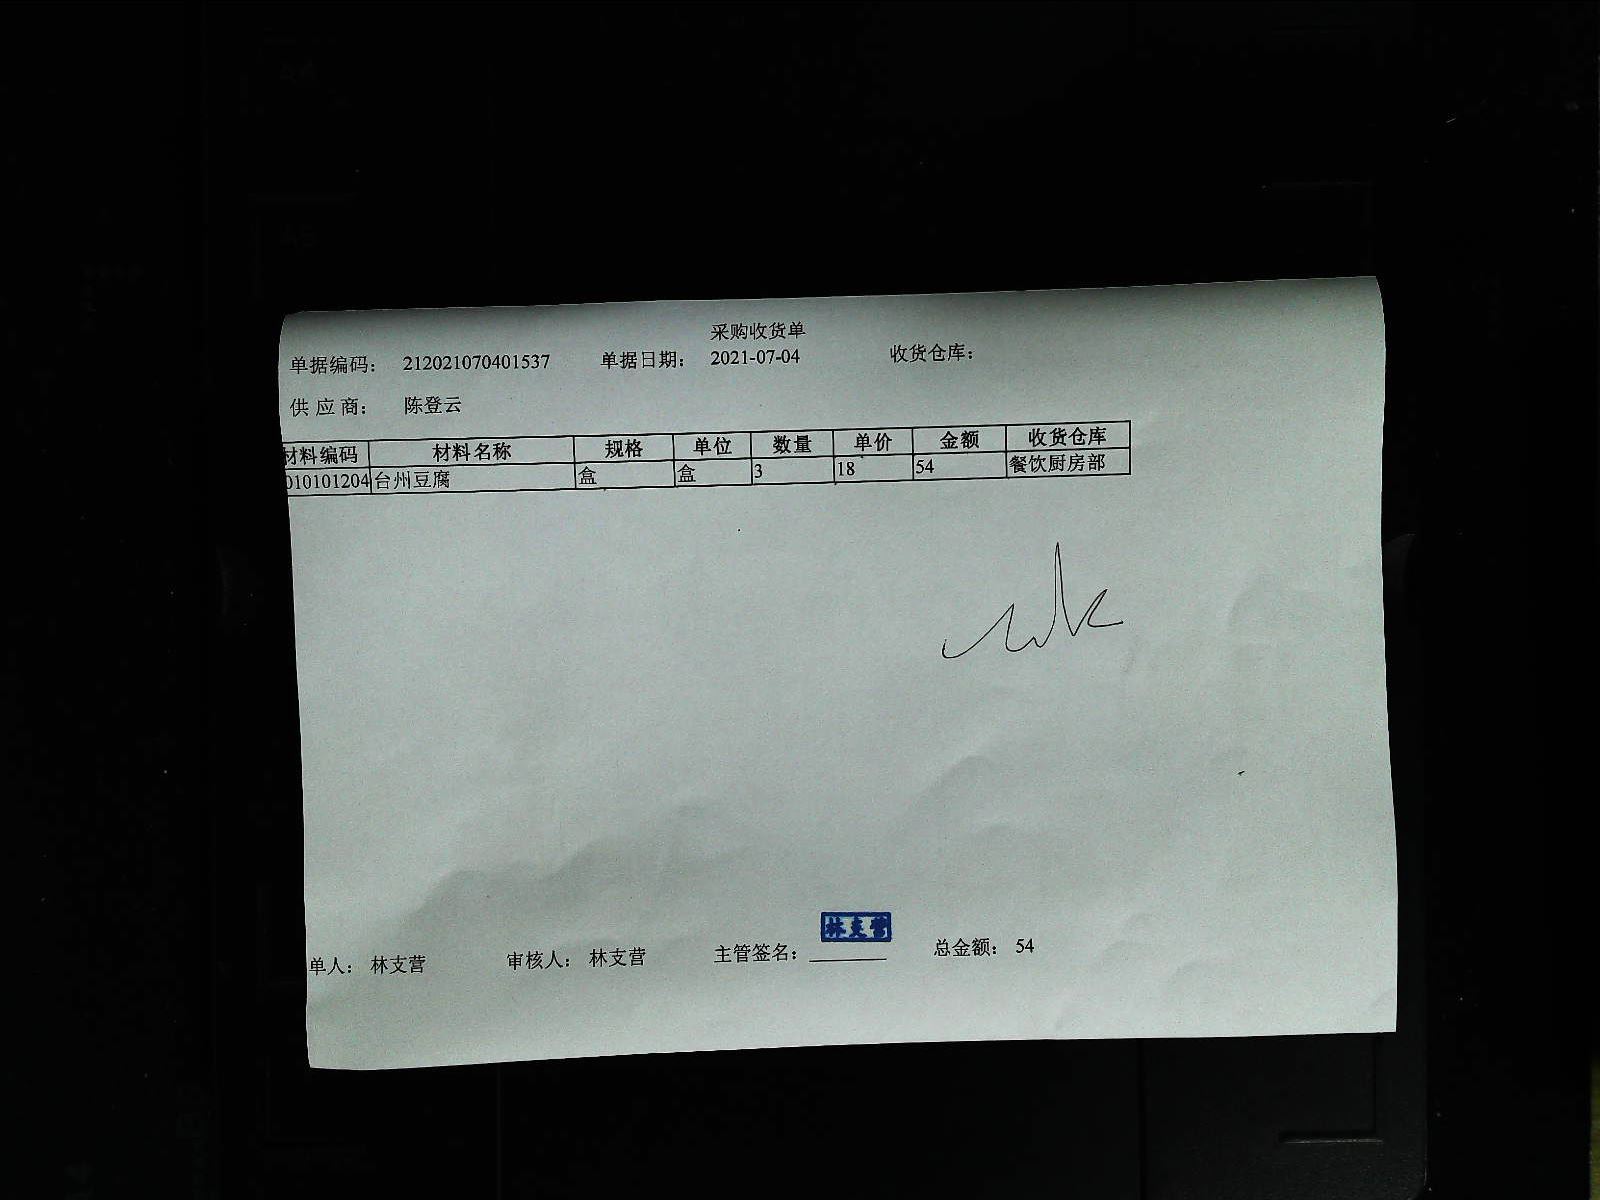 采购收货单
单据编码： 212021070401537 单据日期： 2021-07-04 收货仓库：
供应商： 陈登云
材料编码 材料名称 规格 单位 数量 单价 金额 收货仓库
010101204 台州豆腐 盒 盒 3 18 54 餐饮厨房部
林支营
单人： 林支营 审核人： 林支营 主管签名： 总金额： 54